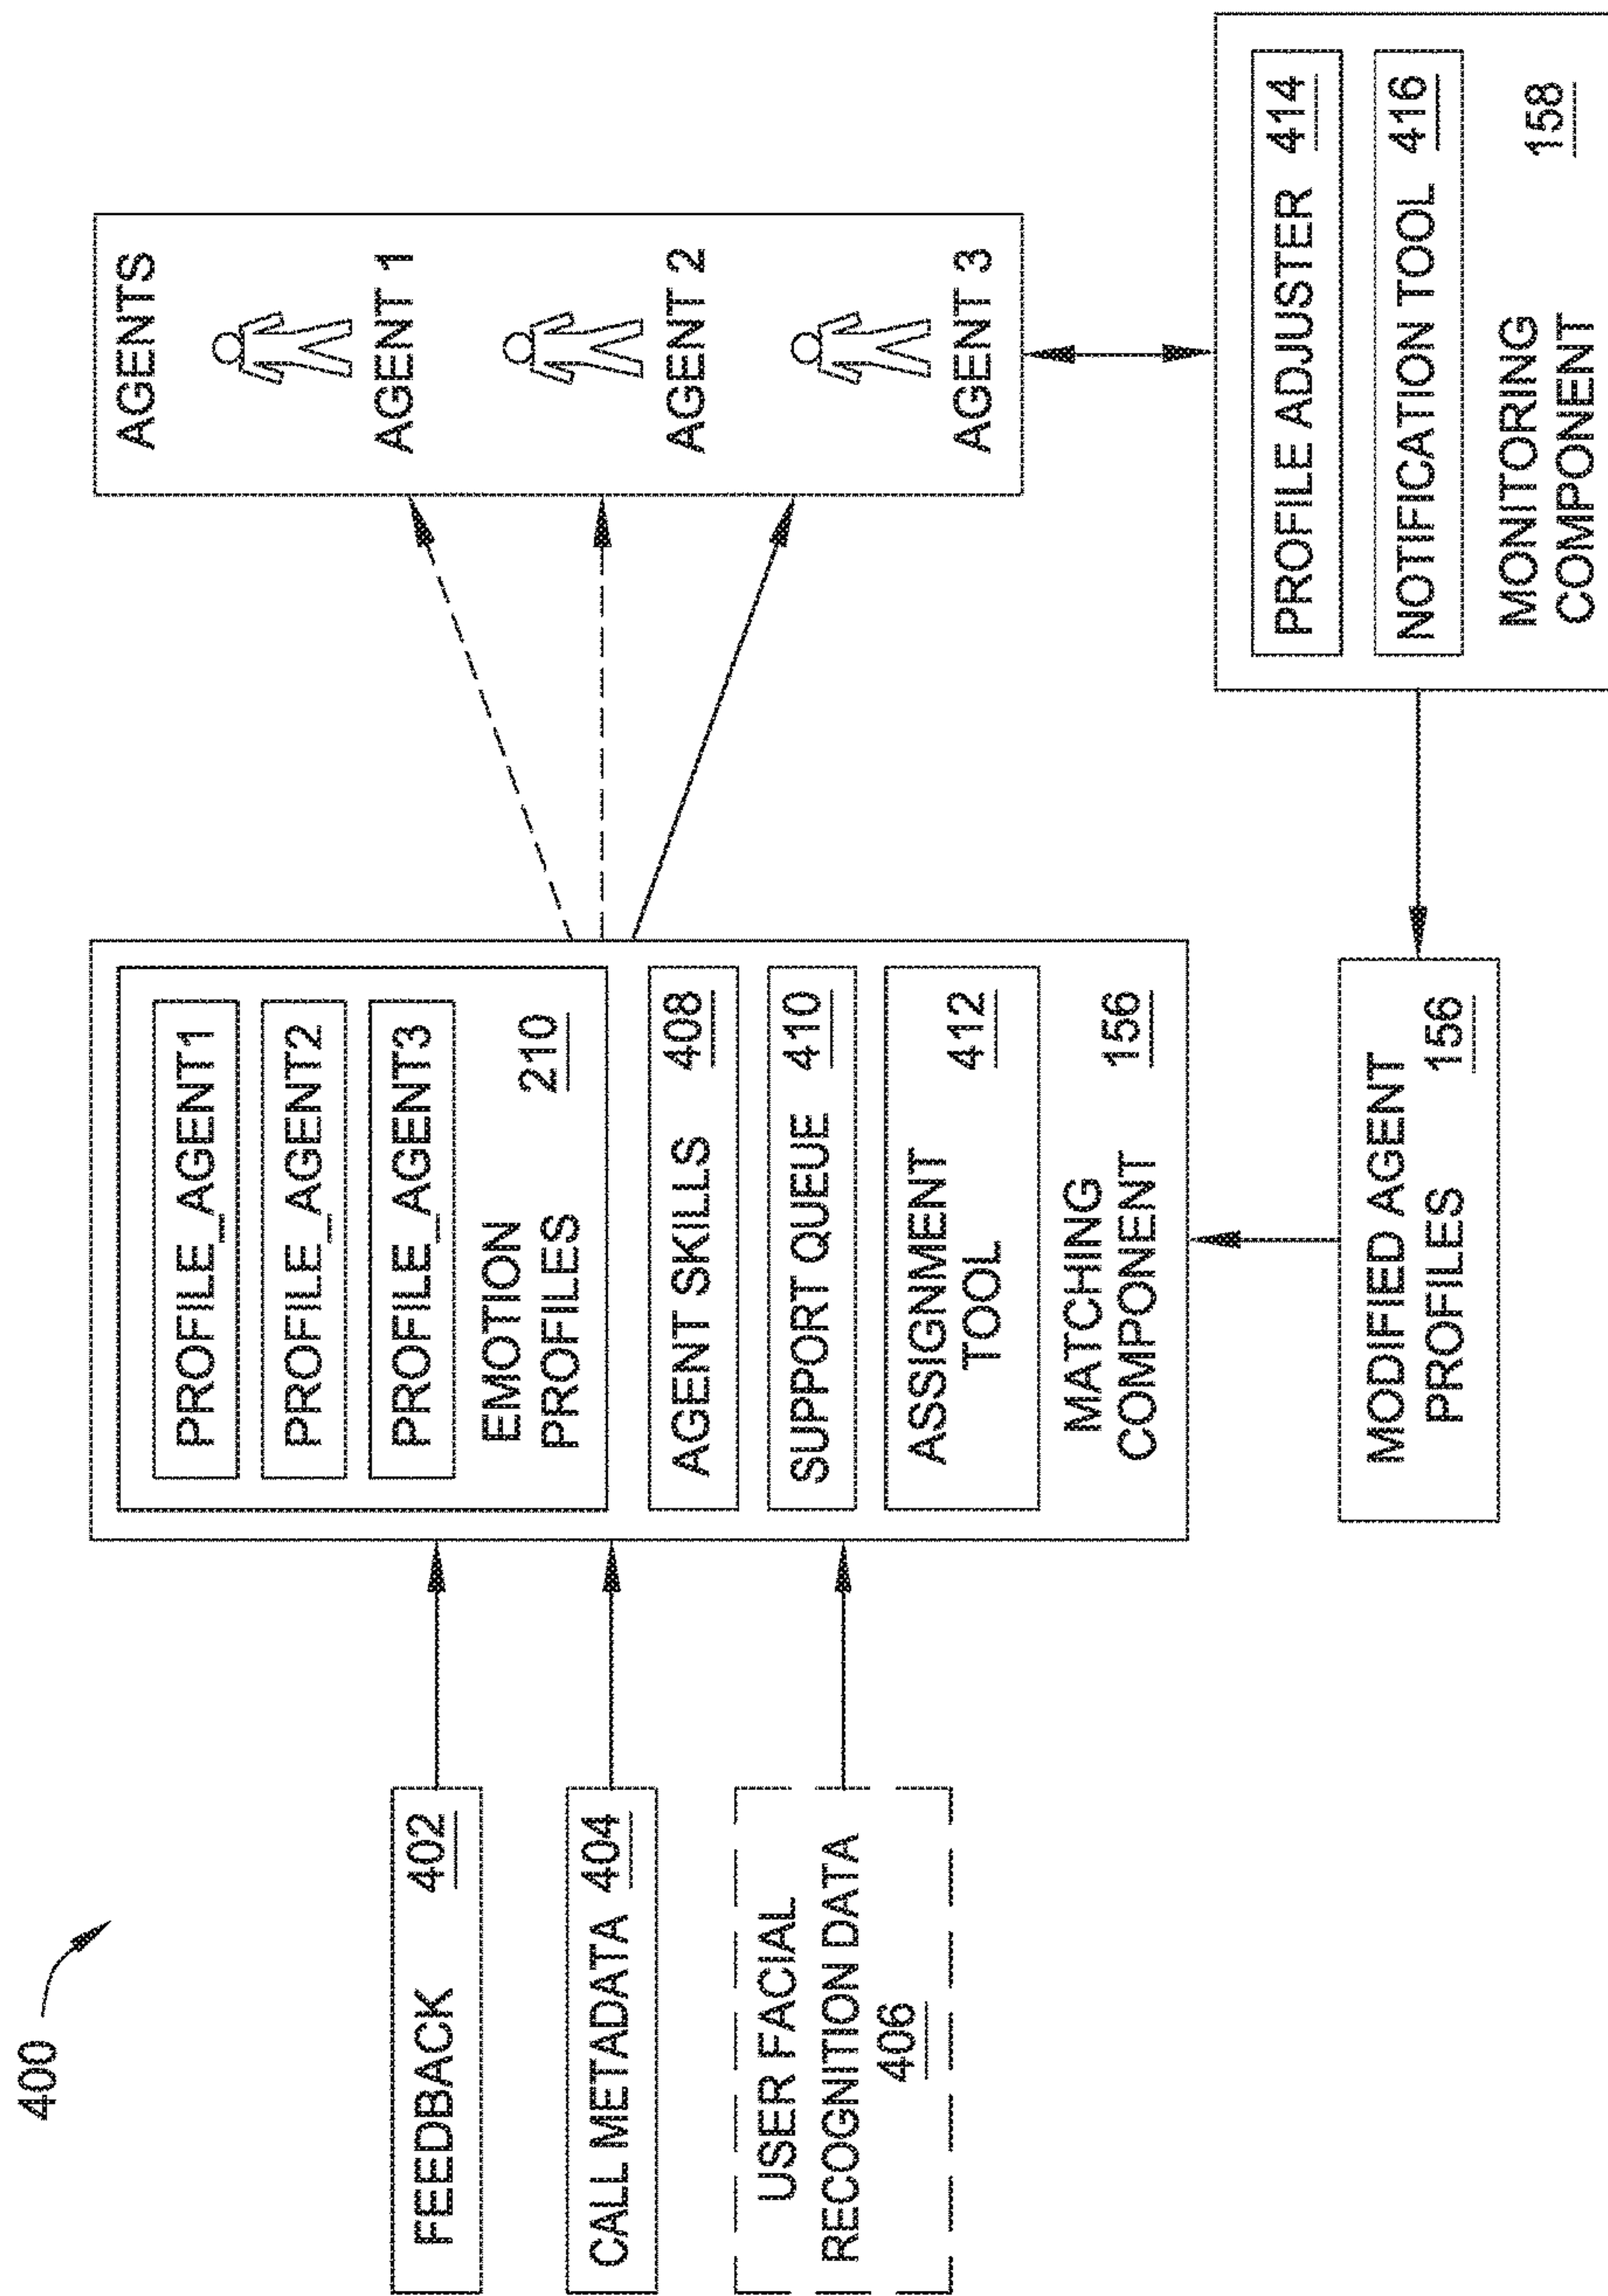 400
FEEDBACK 402
CALL METADATA 404
USER FACIAL
RECOGNITION DATA
406
PROFILE_AGENT1
PROFILE_AGENT2
PROFILE_AGENT3
EMOTION
PROFILES 210
AGENT SKILLS 408
SUPPORT QUEUE 410
ASSIGNMENT
TOOL 412
MATCHING
COMPONENT 156
AGENTS
AGENT 1
AGENT 2
AGENT 3
MODIFIED AGENT
PROFILES 156
PROFILE ADJUSTER 414
NOTIFICATION TOOL 416
MONITORING
COMPONENT 158